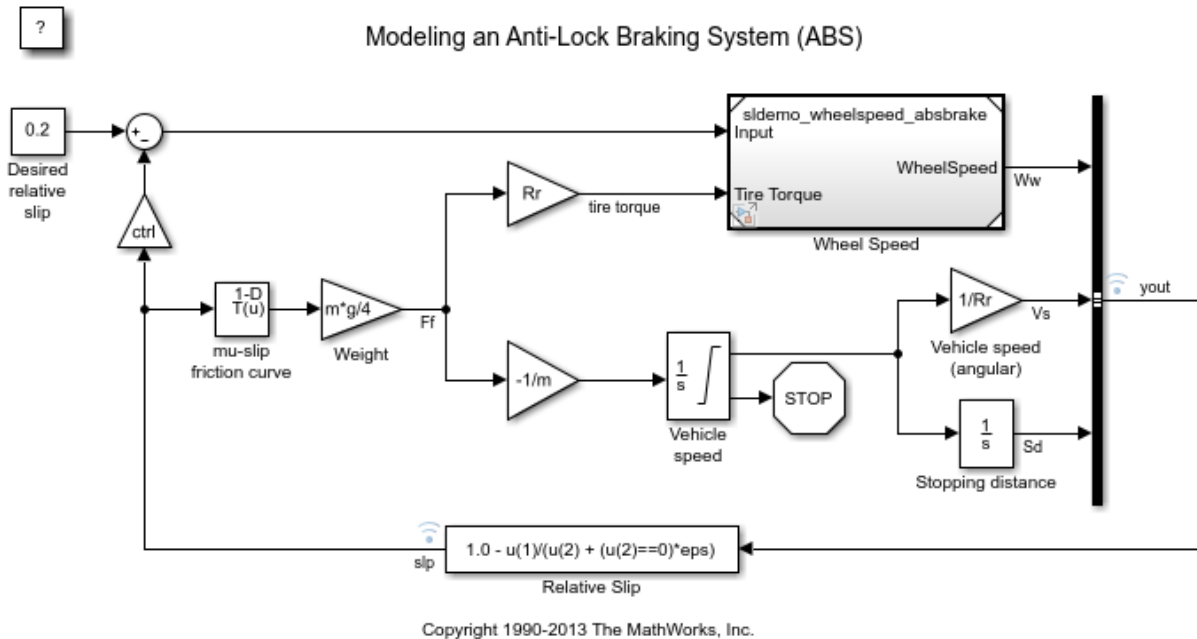 ?
Modeling an Anti-Lock Braking System (ABS)
0.2
Desired
relative
slip
+
-
ctrl
sldemo_wheelspeed_absbrake
Input
WheelSpeed
Tire Torque
Wheel Speed
Ww
Rr
tire torque
1-D
T(u)
mu-slip
friction curve
m*g/4
Weight
Ff
-1/m
1
s
Vehicle
speed
STOP
1/Rr
Vs
Vehicle speed
(angular)
1
s
Sd
Stopping distance
yout
slp
1.0 - u(1)/(u(2) + (u(2)==0)*eps)
Relative Slip
Copyright 1990-2013 The MathWorks, Inc.